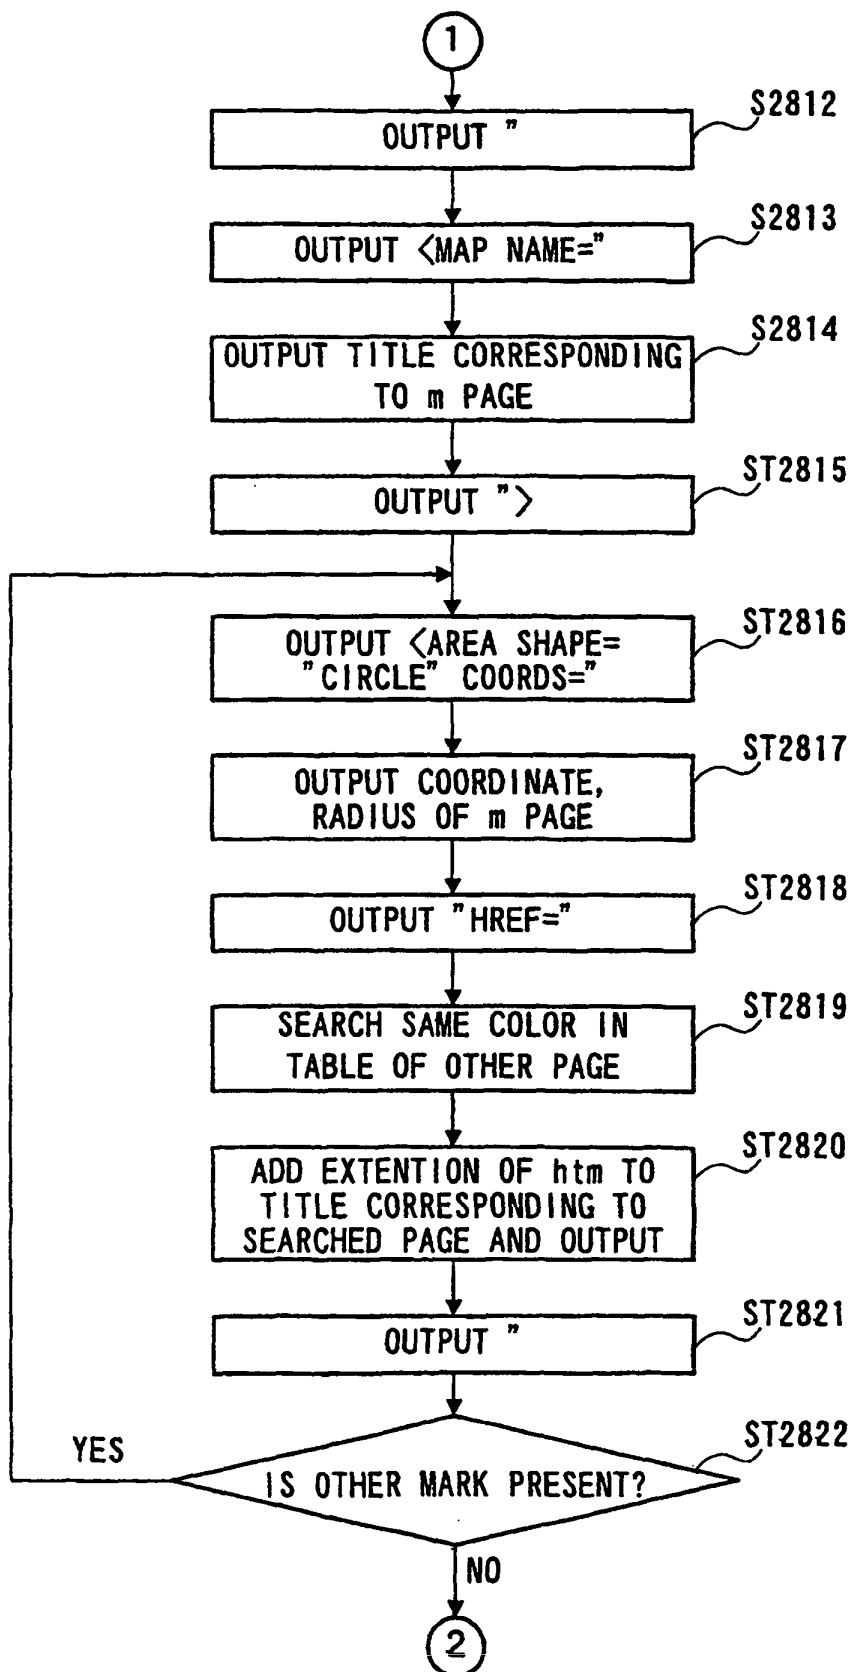 1
S2812
OUTPUT "
S2813
OUTPUT <MAP NAME="
S2814
OUTPUT TITLE CORRESPONDING
TO m PAGE
ST2815
OUTPUT ">
ST2816
OUTPUT <AREA SHAPE=
"CIRCLE" COORDS="
ST2817
OUTPUT COORDINATE,
RADIUS OF m PAGE
ST2818
OUTPUT "HREF="
ST2819
SEARCH SAME COLOR IN
TABLE OF OTHER PAGE
ST2820
ADD EXTENTION OF htm TO
TITLE CORRESPONDING TO
SEARCHED PAGE AND OUTPUT
ST2821
OUTPUT "
ST2822
YES
IS OTHER MARK PRESENT?
NO
2